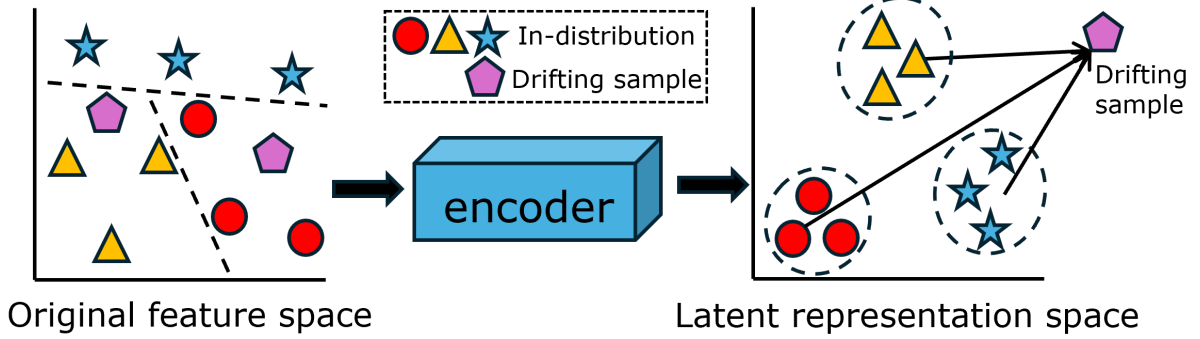 In-distribution
Drifting sample
encoder
Drifting
sample
Original feature space
Latent representation space